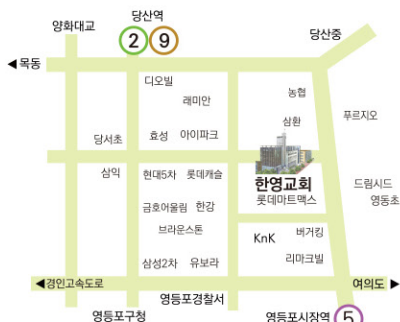 양화대교
당산역
2 9
당산중
◀목동
디오빌
래미안
농협
삼환
푸르지오
당서초
효성
아이파크
삼익
현대5차
롯데캐슬
한영교회
롯데마트맥스
드림시드
영동초
금호어울림
한강
브라운스톤
KnK
버거킹
삼성2차
유보라
리마크빌
◀경인고속도로
여의도 ▶
영등포구청
영등포경찰서
영등포시장역 5